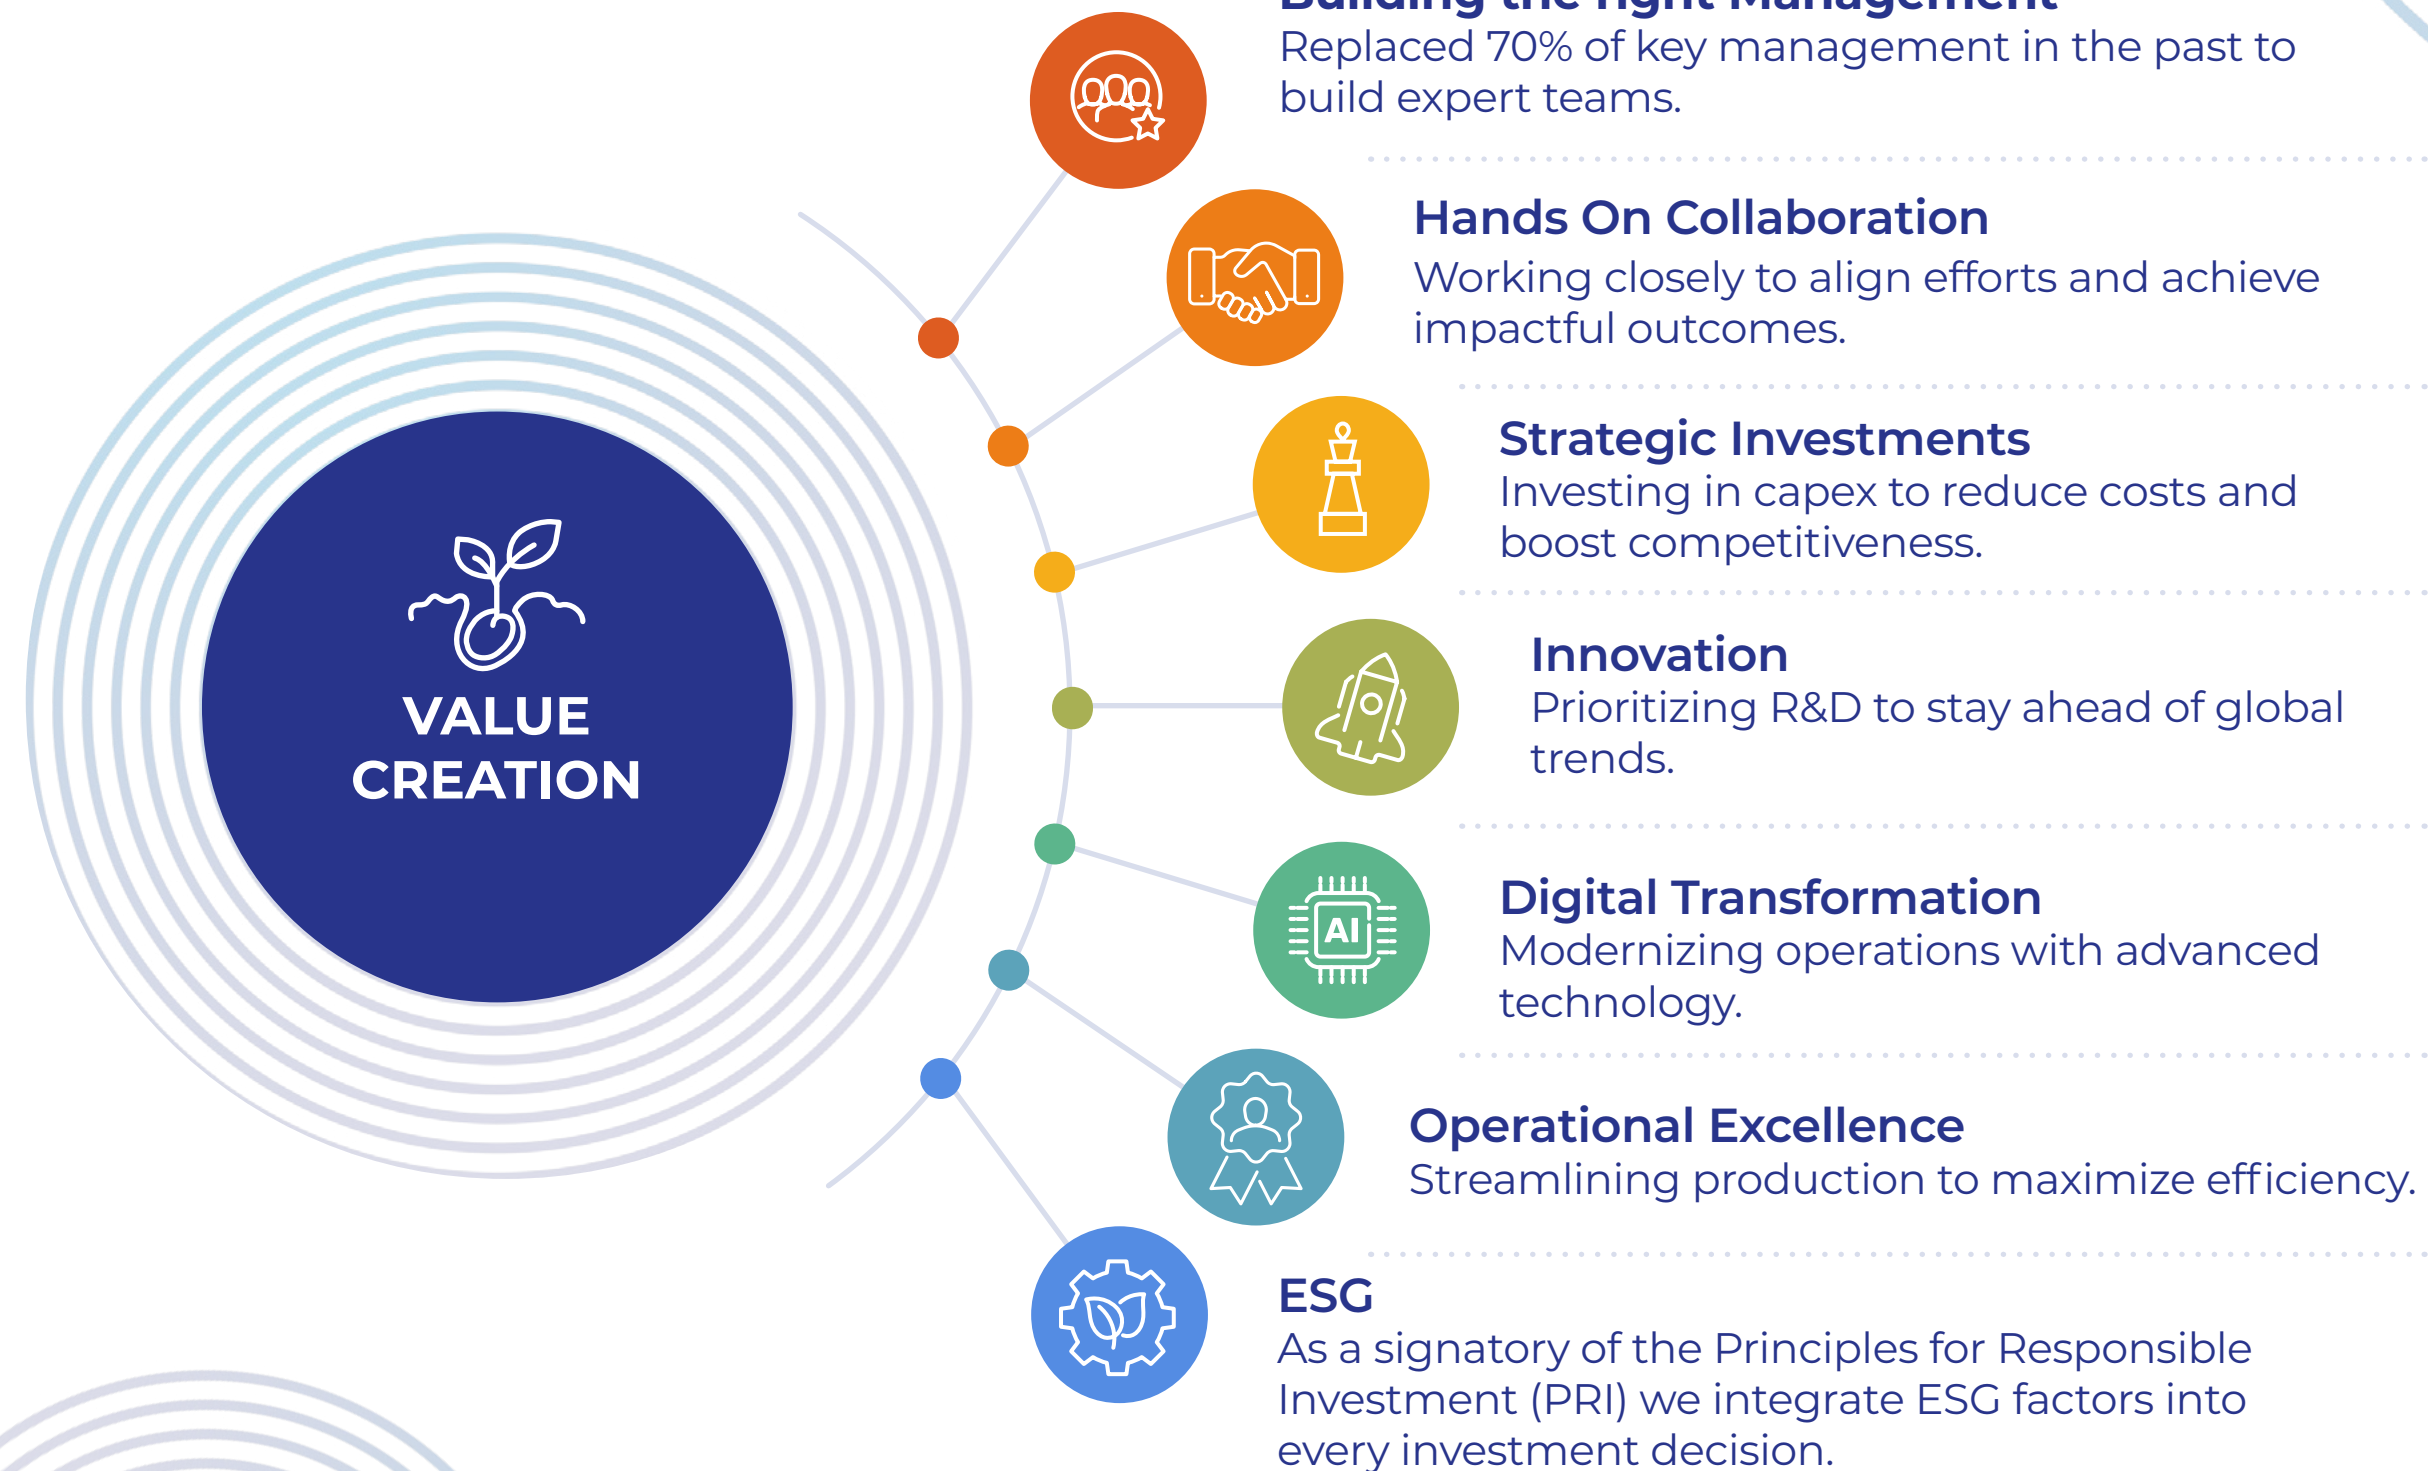 Building the right Management
Replaced 70% of key management in the past to
build expert teams.
Hands On Collaboration
Working closely to align efforts and achieve
impactful outcomes.
Strategic Investments
Investing in capex to reduce costs and
boost competitiveness.
VALUE
CREATION
Innovation
Prioritizing R&D to stay ahead of global
trends.
AI
Digital Transformation
Modernizing operations with advanced
technology.
Operational Excellence
Streamlining production to maximize efficiency.
ESG
As a signatory of the Principles for Responsible
Investment (PRI) we integrate ESG factors into
every investment decision.